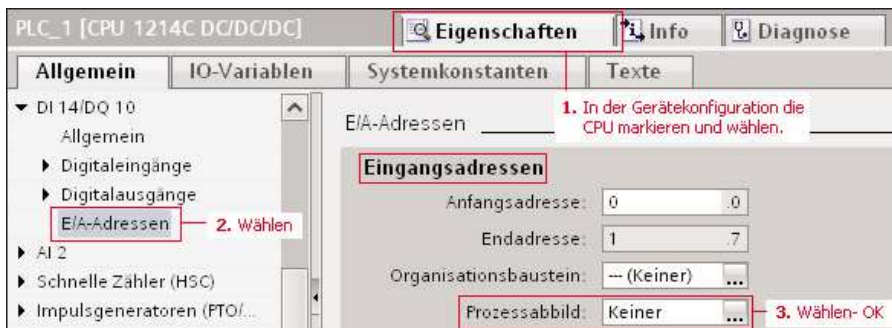 PLC_1 [CPU 1214C DC/DC/DC]
Eigenschaften
Info
Diagnose
Allgemein
IO-Variablen
Systemkonstanten
Texte
DI 14/DQ 10
Allgemein
Digitaleingänge
Digitalausgänge
E/A-Adressen
2. Wählen
AI 2
Schnelle Zähler (HSC)
Impulsgeneratoren (PTO/...
E/A-Adressen
1. In der Gerätekonfiguration die
CPU markieren und wählen.
Eingangsadressen
Anfangsadresse: 0 .0
Endadresse: 1 .7
Organisationsbaustein: --- (Keiner) ...
Prozessabbild: Keiner ...
3. Wählen- OK